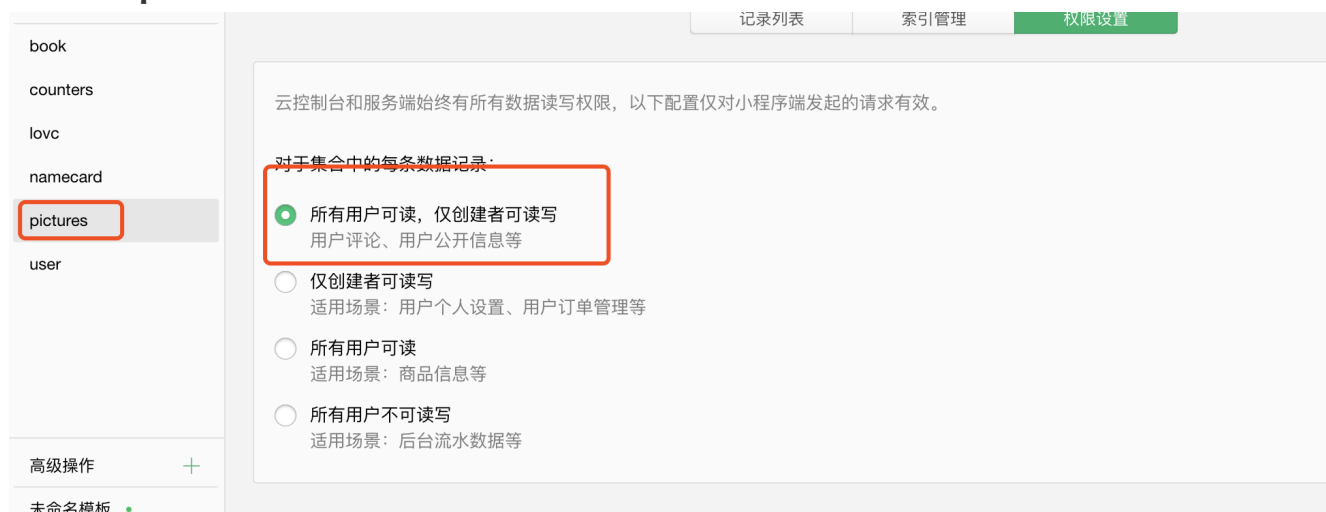 记录列表
索引管理
权限设置
book
counters
lovc
namecard
pictures
user
云控制台和服务端始终有所有数据读写权限，以下配置仅对小程序端发起的请求有效。
对于集合中的每条数据记录：
所有用户可读，仅创建者可读写
用户评论、用户公开信息等
仅创建者可读写
适用场景：用户个人设置、用户订单管理等
所有用户可读
适用场景：商品信息等
所有用户不可读写
适用场景：后台流水数据等
高级操作
未命名模板